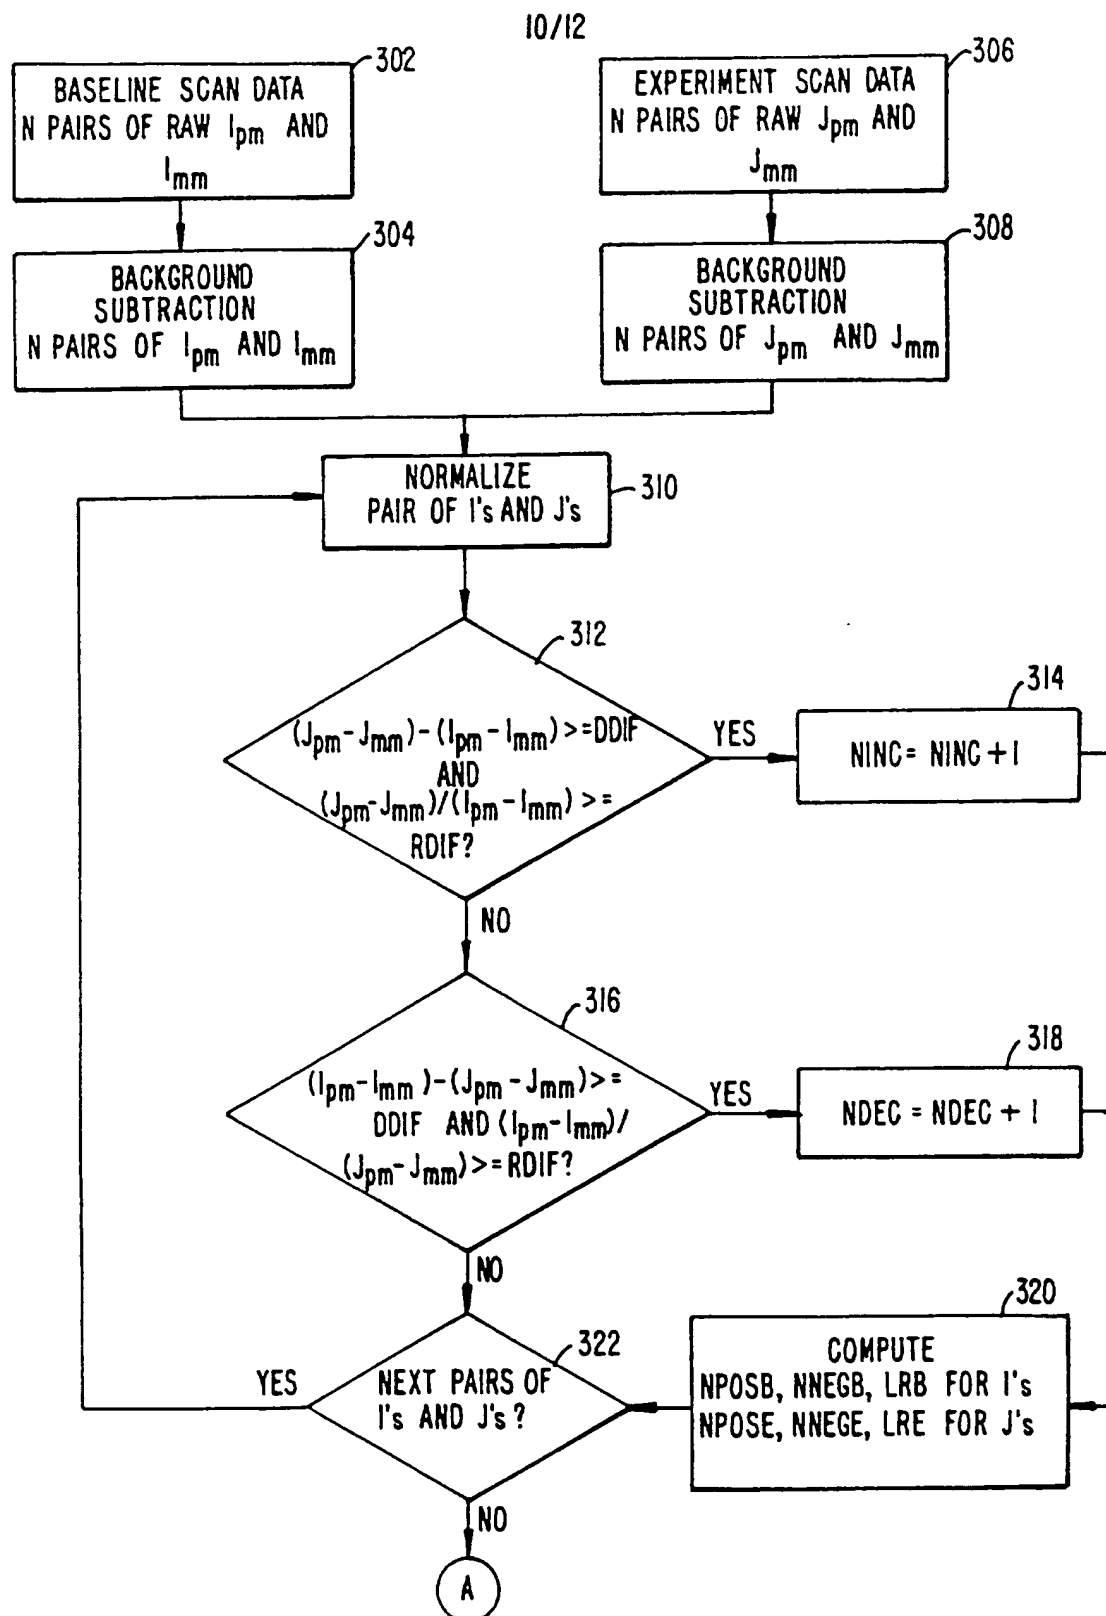 10/12
302
BASELINE SCAN DATA
N PAIRS OF RAW Ipm AND
Imm
306
EXPERIMENT SCAN DATA
N PAIRS OF RAW Jpm AND
Jmm
304
BACKGROUND
SUBTRACTION
N PAIRS OF Ipm AND Imm
308
BACKGROUND
SUBTRACTION
N PAIRS OF Jpm AND Jmm
NORMALIZE
PAIR OF I's AND J's
310
312
(Jpm-Jmm)-(Ipm-Imm)>=DDIF
AND
(Jpm-Jmm)/(Ipm-Imm)>=
RDIF?
YES
314
NINC= NINC+1
NO
316
(Ipm-Imm)-(Jpm-Jmm)>=
DDIF AND (Ipm-Imm)/
(Jpm-Jmm)>=RDIF?
YES
318
NDEC = NDEC + 1
NO
322
NEXT PAIRS OF
I's AND J's?
YES
320
COMPUTE
NPOSB, NNEGB, LRB FOR I's
NPOSE, NNEGE, LRE FOR J's
NO
A